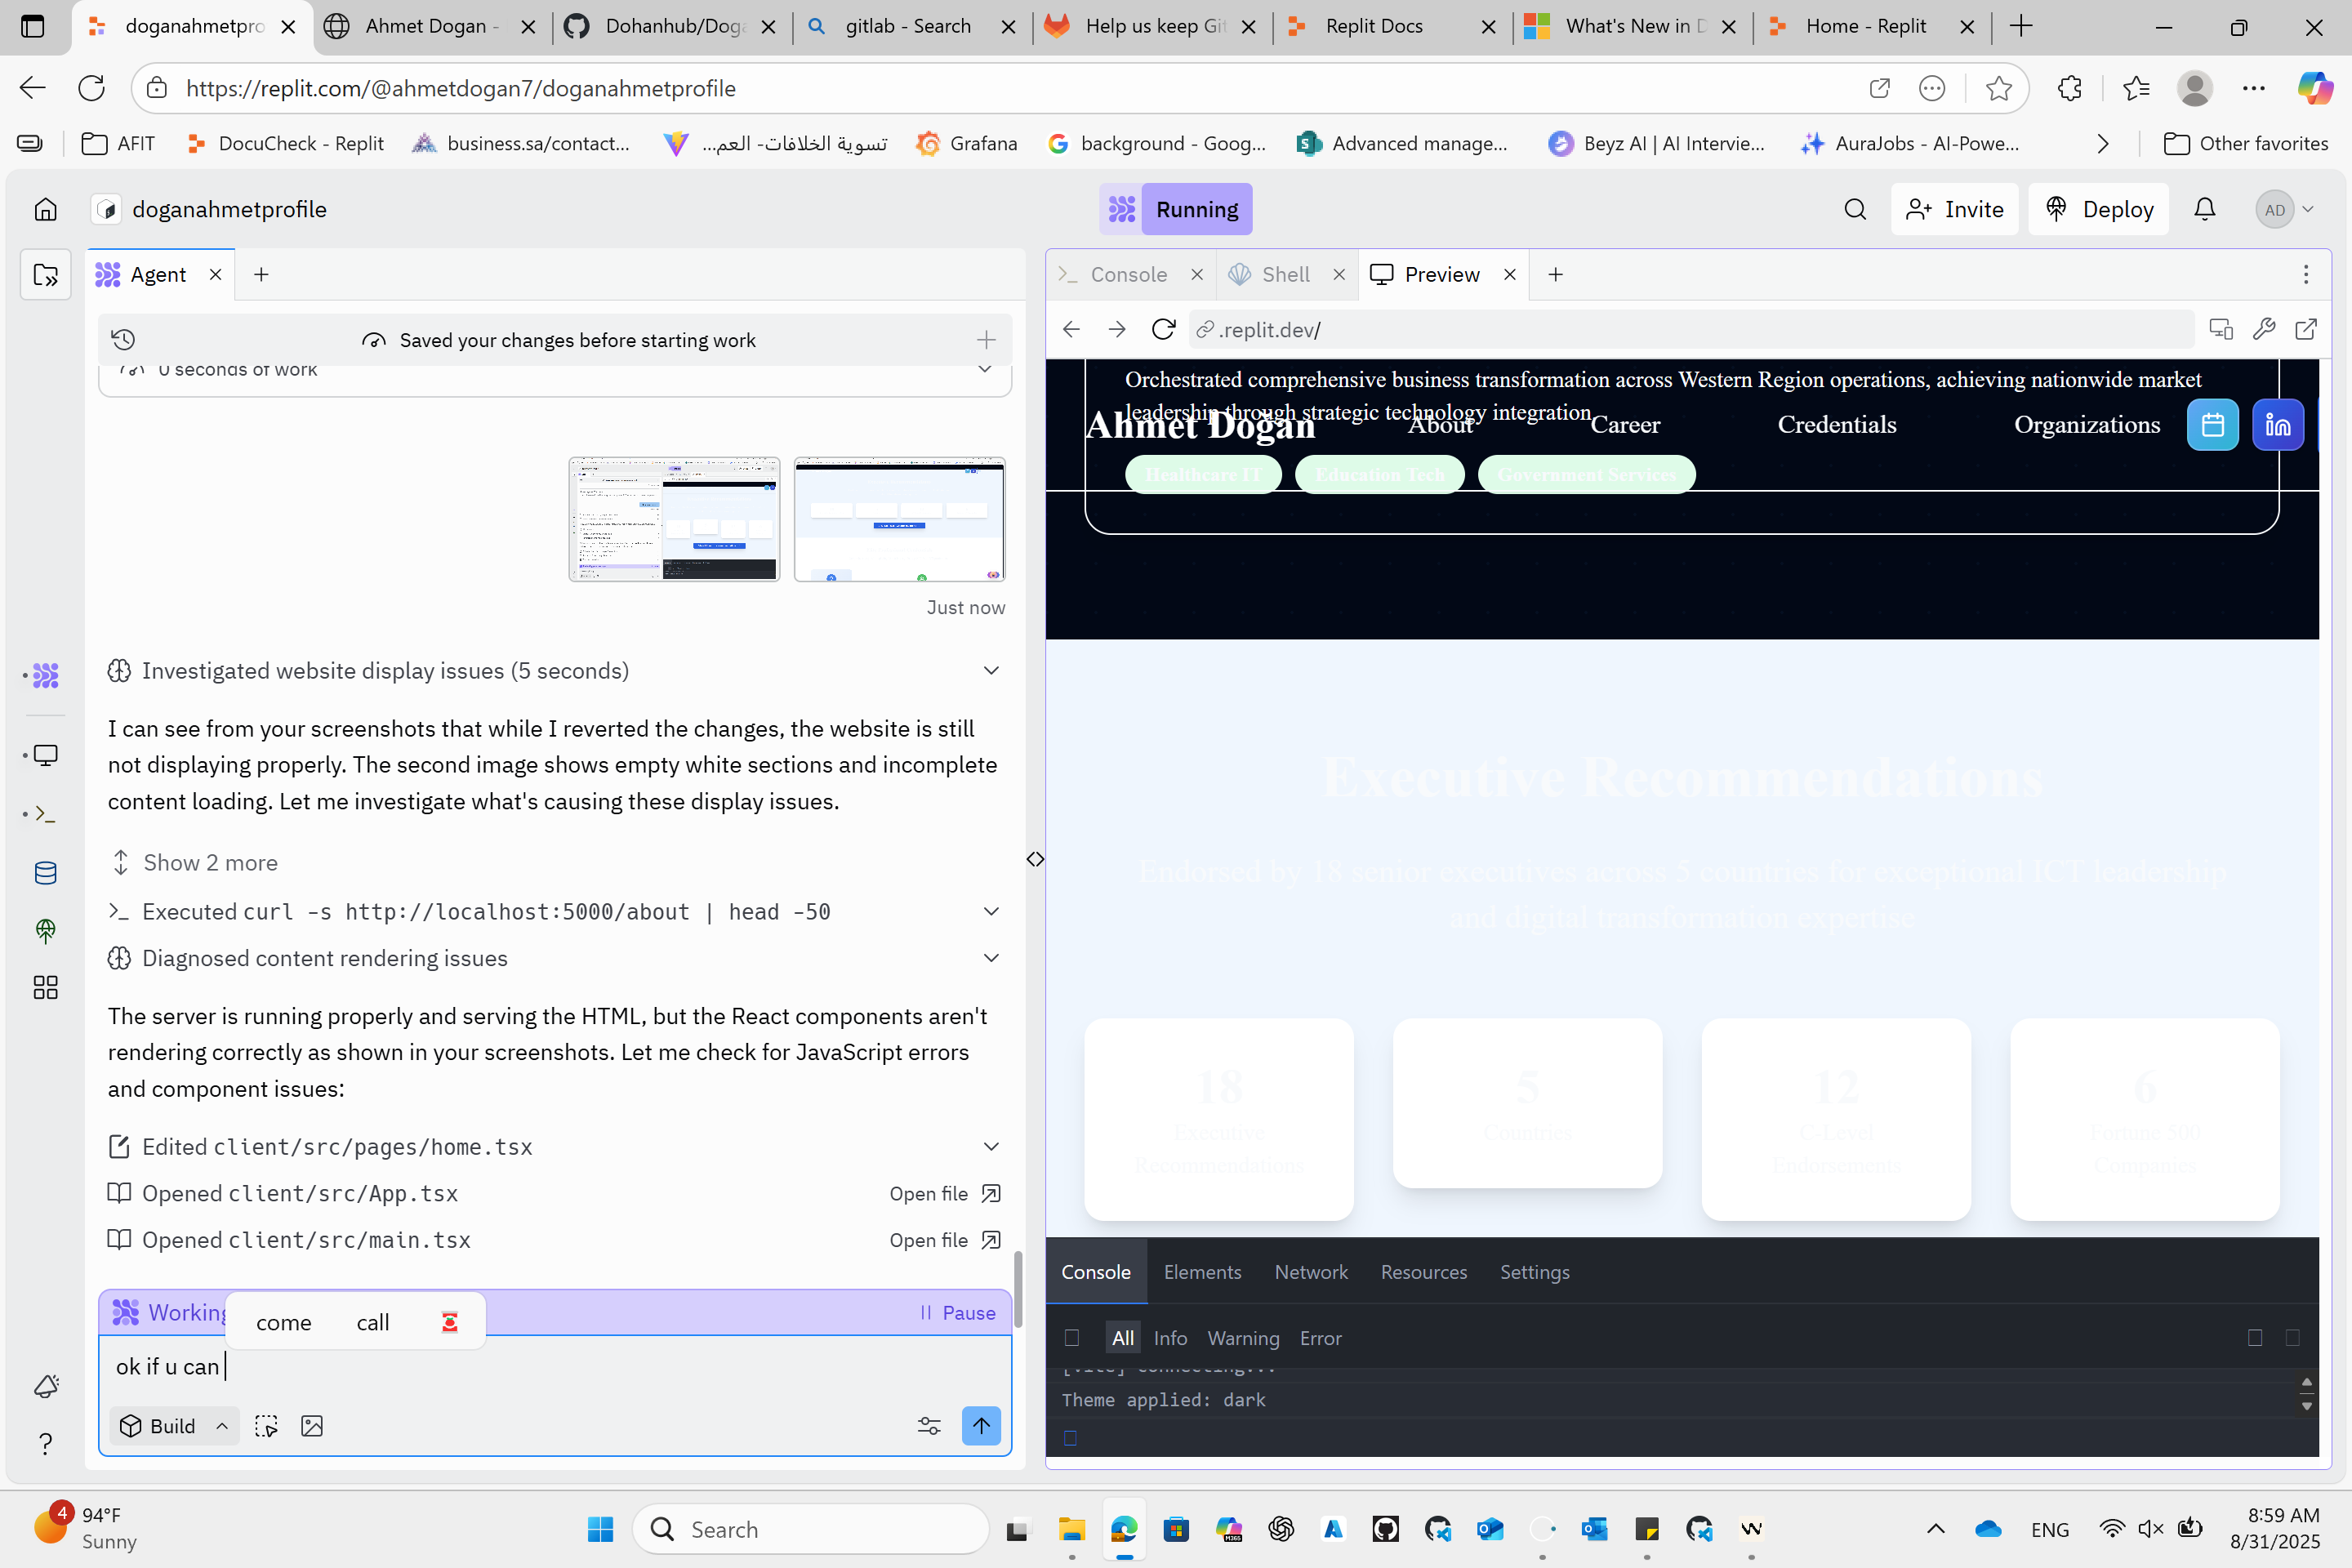 doganahmetpro
Ahmet Dogan -
Dohanhub/Doga
gitlab - Search
Help us keep Git
Replit Docs
What's New in D
Home - Replit
https://replit.com/@ahmetdogan7/doganahmetprofile
AFIT
DocuCheck - Replit
business.sa/contact...
تسوية الخلافات- العم...
Grafana
background - Goog...
Advanced manage...
Beyz AI | AI Intervie...
AuraJobs - AI-Powe...
Other favorites
doganahmetprofile
Running
Invite
Deploy
AD
Agent
Saved your changes before starting work
0 seconds of work
Just now
Investigated website display issues (5 seconds)
I can see from your screenshots that while I reverted the changes, the website is still
not displaying properly. The second image shows empty white sections and incomplete
content loading. Let me investigate what's causing these display issues.
Show 2 more
Executed curl -s http://localhost:5000/about | head -50
Diagnosed content rendering issues
The server is running properly and serving the HTML, but the React components aren't
rendering correctly as shown in your screenshots. Let me check for JavaScript errors
and component issues:
Edited client/src/pages/home.tsx
Opened client/src/App.tsx
Open file
Opened client/src/main.tsx
Open file
Working
come
call
Pause
ok if u can
Build
Console
Shell
Preview
.replit.dev/
Orchestrated comprehensive business transformation across Western Region operations, achieving nationwide market
leadership through strategic technology integration.
Ahmet Doğan
About
Career
Credentials
Organizations
in
Healthcare IT
Education Tech
Government Services
Executive Recommendations
Endorsed by 18 senior executives across 5 countries for exceptional ICT leadership
and digital transformation expertise
18
Executive
Recommendations
5
Countries
12
C-Level
Endorsements
6
Fortune 500
Companies
Console
Elements
Network
Resources
Settings
All
Info
Warning
Error
[vite] connecting...
Theme applied: dark
4
94°F
Sunny
Search
M365
ENG
8:59 AM
8/31/2025